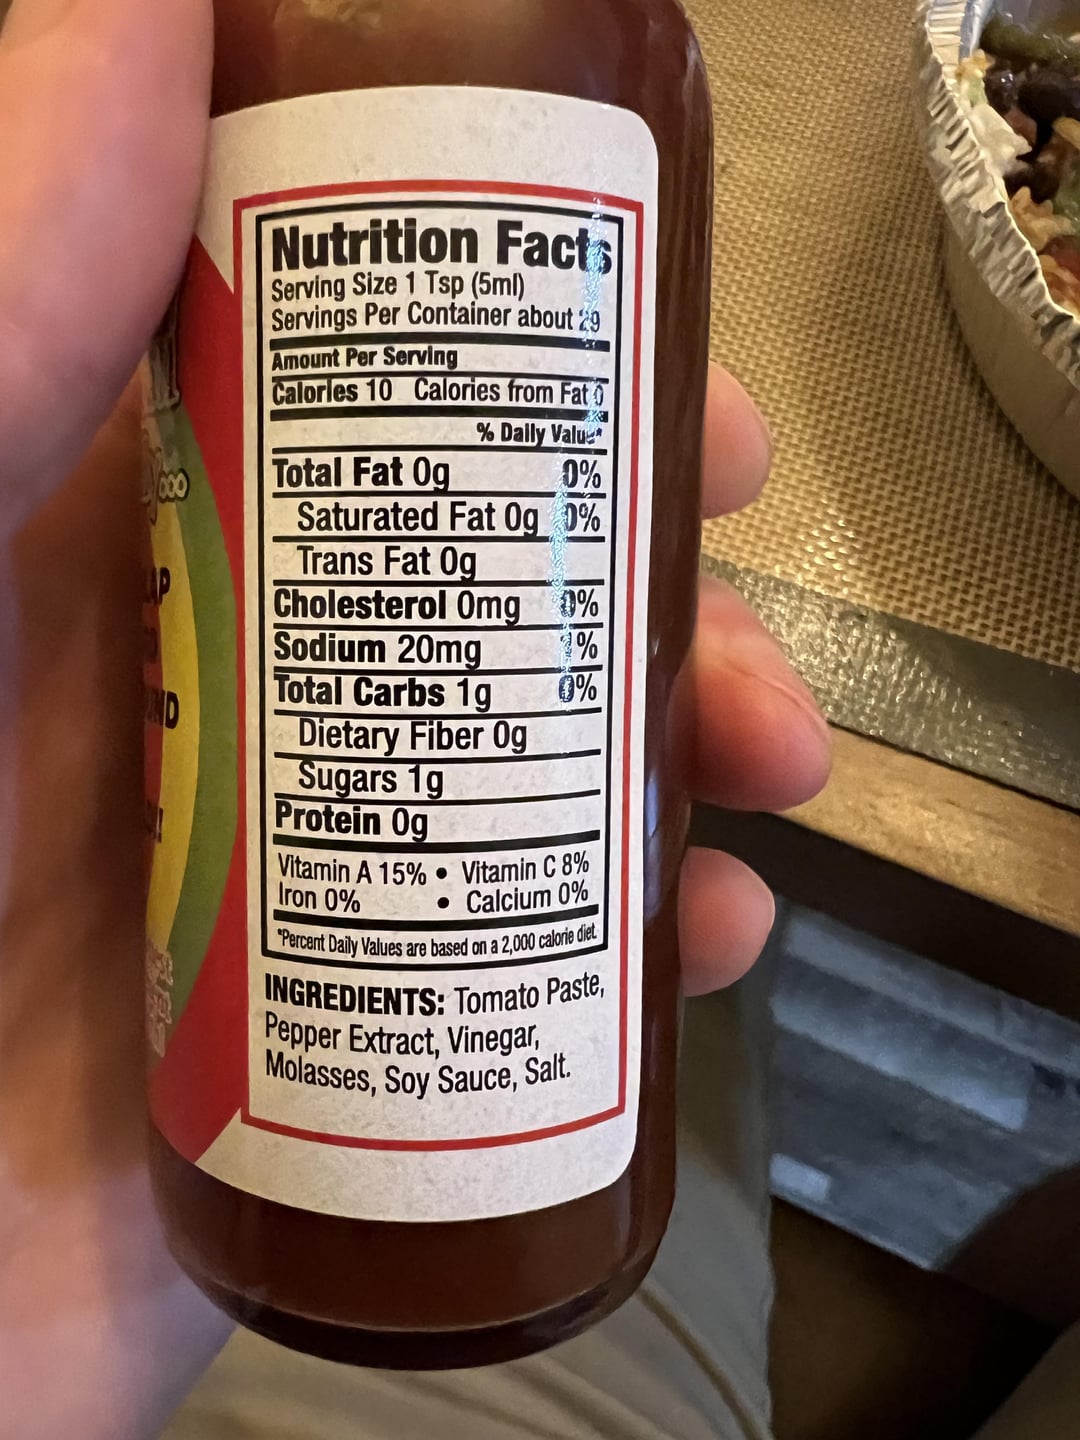 Nutrition Facts
Serving Size 1 Tsp (5ml)
Servings Per Container about 29
Amount Per Serving
Calories 10 Calories from Fat 0
% Daily Value*
Total Fat 0g 0%
Saturated Fat 0g 0%
Trans Fat 0g
Cholesterol 0mg 0%
Sodium 20mg 1%
Total Carbs 1g 0%
Dietary Fiber 0g
Sugars 1g
Protein 0g
Vitamin A 15% • Vitamin C 8%
Iron 0% • Calcium 0%
*Percent Daily Values are based on a 2,000 calorie diet.
INGREDIENTS: Tomato Paste,
Pepper Extract, Vinegar,
Molasses, Soy Sauce, Salt.